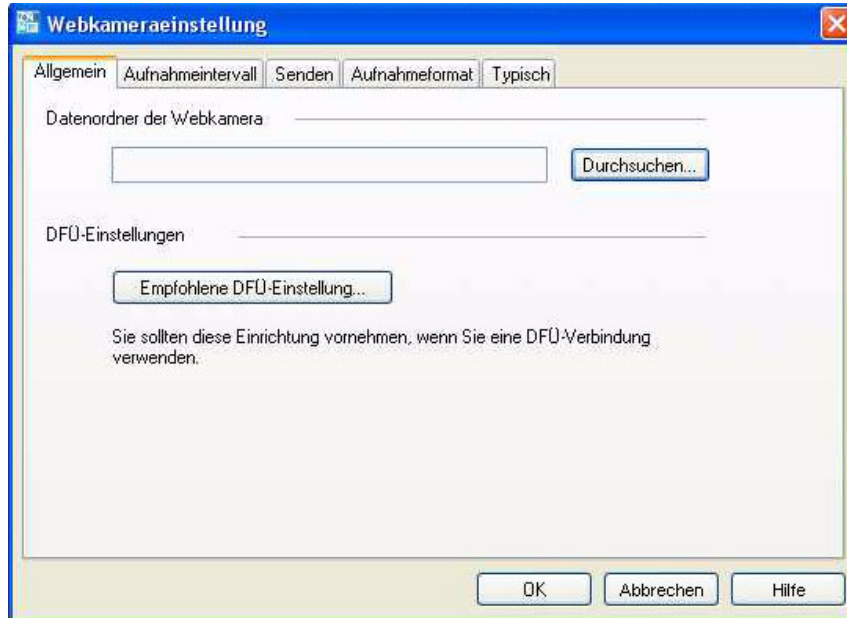 Webkameraeinstellung
Allgemein Aufnahmeintervall Senden Aufnahmeformat Typisch
Datenordner der Webkamera
Durchsuchen...
DFÜ-Einstellungen
Empfohlene DFÜ-Einstellung...
Sie sollten diese Einrichtung vornehmen, wenn Sie eine DFÜ-Verbindung
verwenden.
OK Abbrechen Hilfe